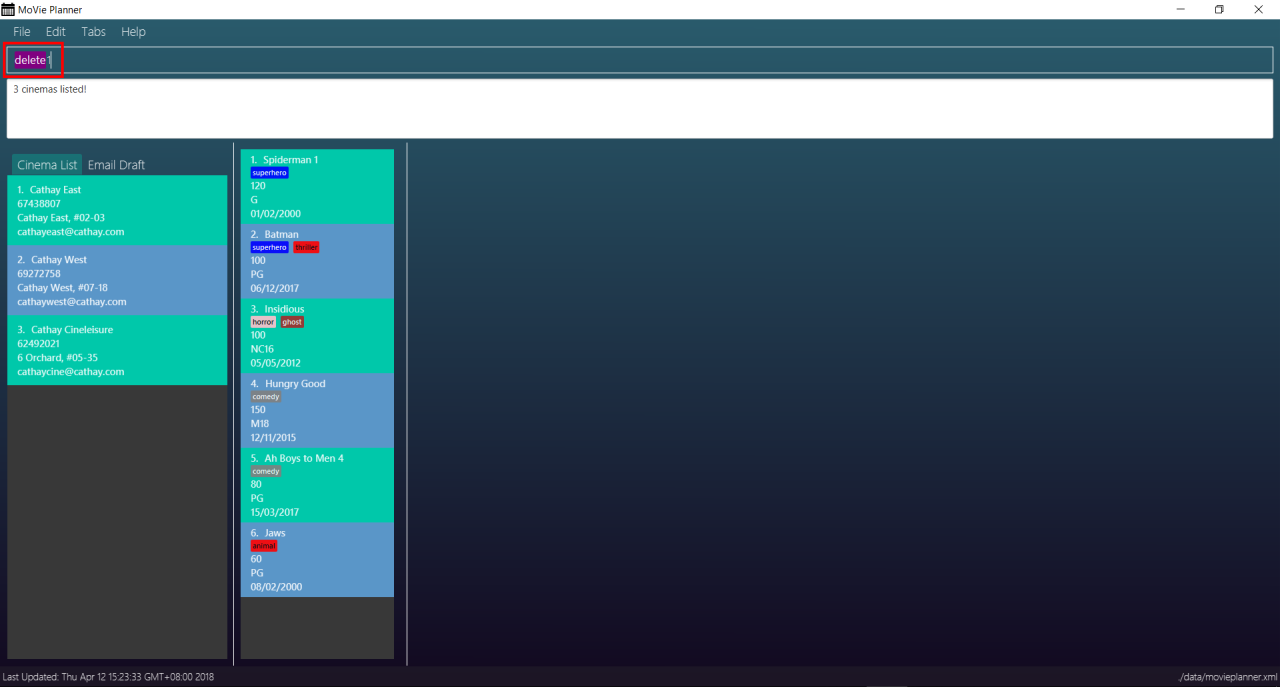 MoVie Planner
File Edit Tabs Help
delete 1
3 cinemas listed!
Cinema List Email Draft
1. Cathay East
67438807
Cathay East, #02-03
cathayeast@cathay.com
2. Cathay West
69272758
Cathay West, #07-18
cathaywest@cathay.com
3. Cathay Cineleisure
62492021
6 Orchard, #05-35
cathaycine@cathay.com
1. Spiderman 1
superhero
120
G
01/02/2000
2. Batman
superhero thriller
100
PG
06/12/2017
3. Insidious
horror ghost
100
NC16
05/05/2012
4. Hungry Good
comedy
150
M18
12/11/2015
5. Ah Boys to Men 4
comedy
80
PG
15/03/2017
6. Jaws
animal
60
PG
08/02/2000
Last Updated: Thu Apr 12 15:23:33 GMT+08:00 2018
./data/movieplanner.xml